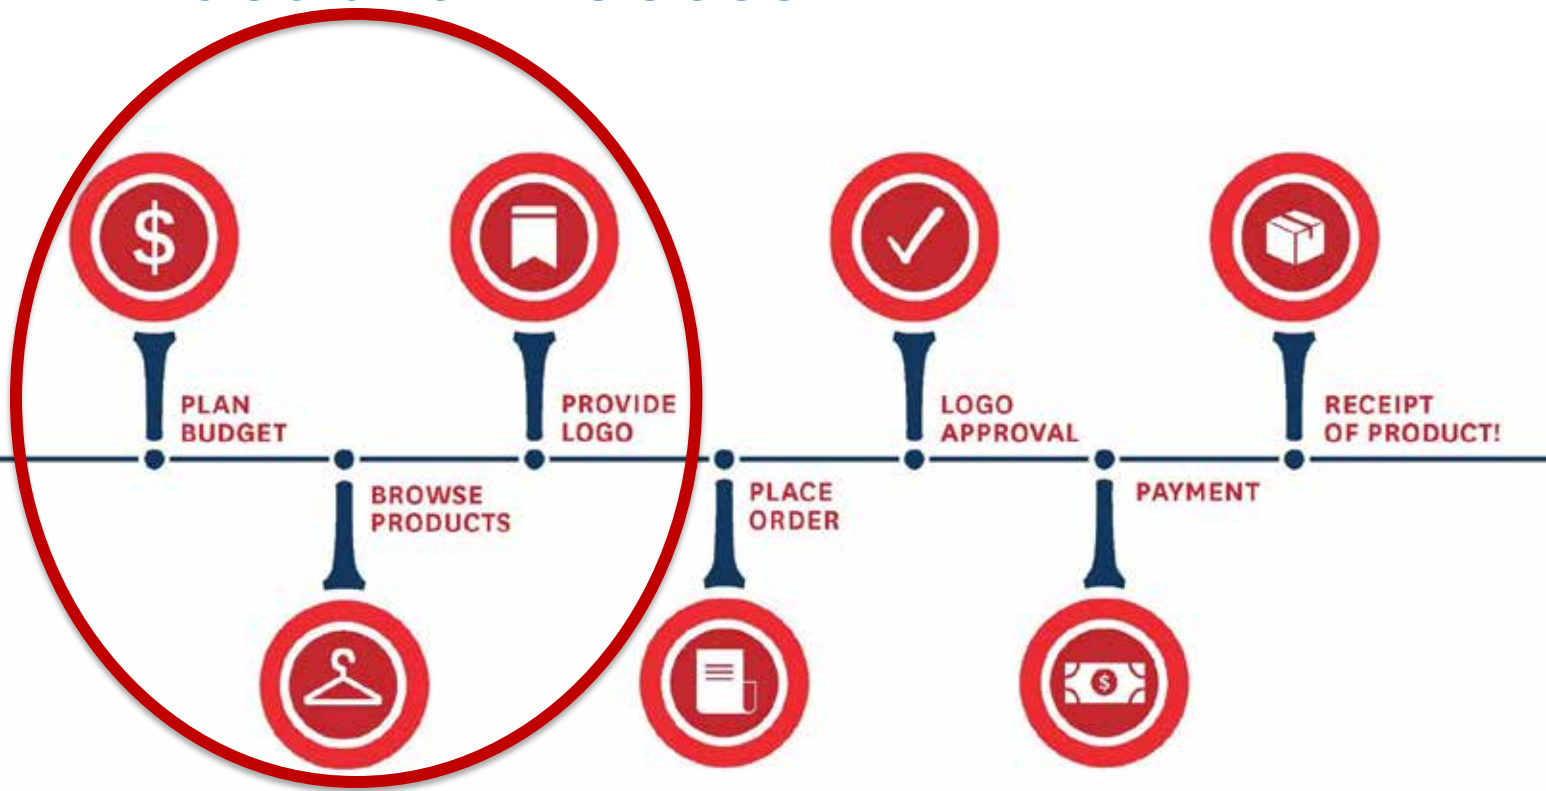 PLAN
BUDGET
BROWSE
PRODUCTS
PROVIDE
LOGO
PLACE
ORDER
LOGO
APPROVAL
PAYMENT
RECEIPT
OF PRODUCT!
$
$